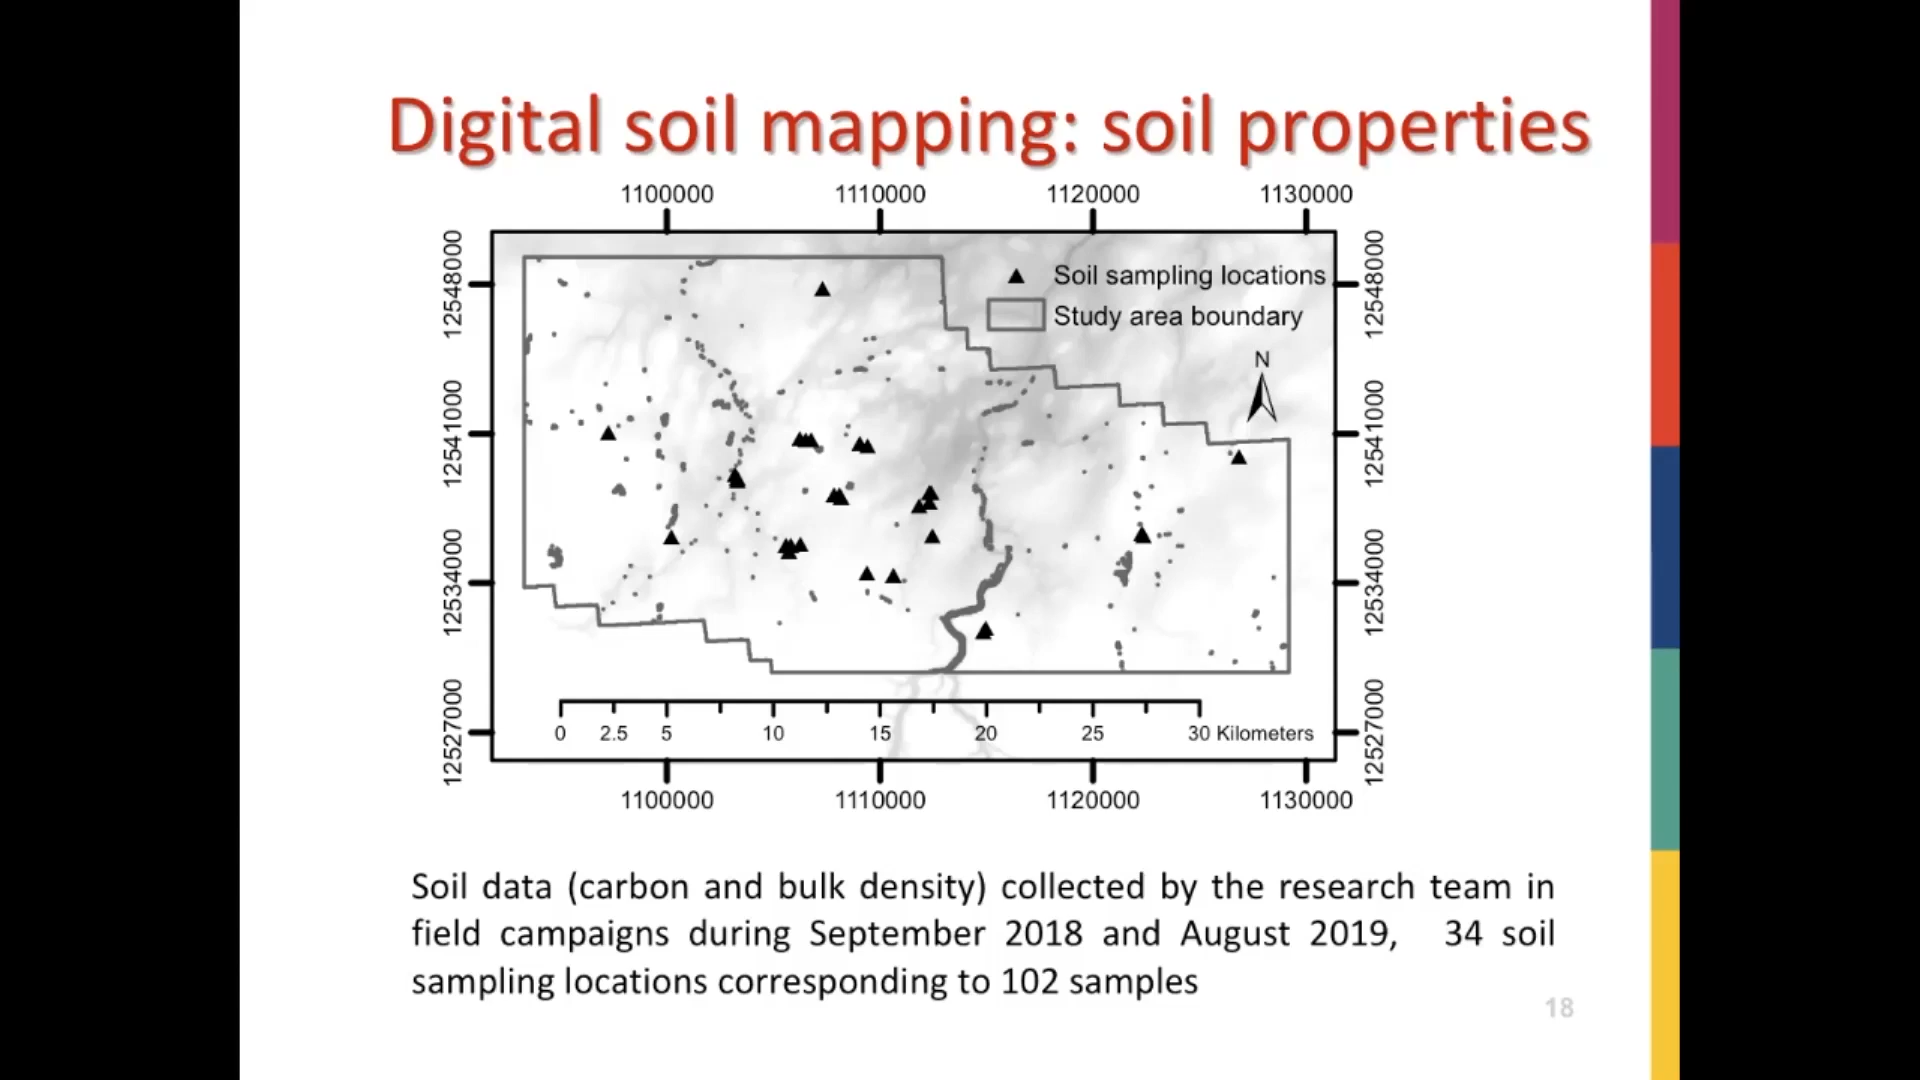 Digital soil mapping: soil properties
1100000 1110000 1120000 1130000
12548000 12548000
Soil sampling locations
Study area boundary
N
12541000 12541000
12534000 12534000
12527000 12527000
0 2.5 5 10 15 20 25 30 Kilometers
1100000 1110000 1120000 1130000
Soil data (carbon and bulk density) collected by the research team in
field campaigns during September 2018 and August 2019, 34 soil
sampling locations corresponding to 102 samples
18